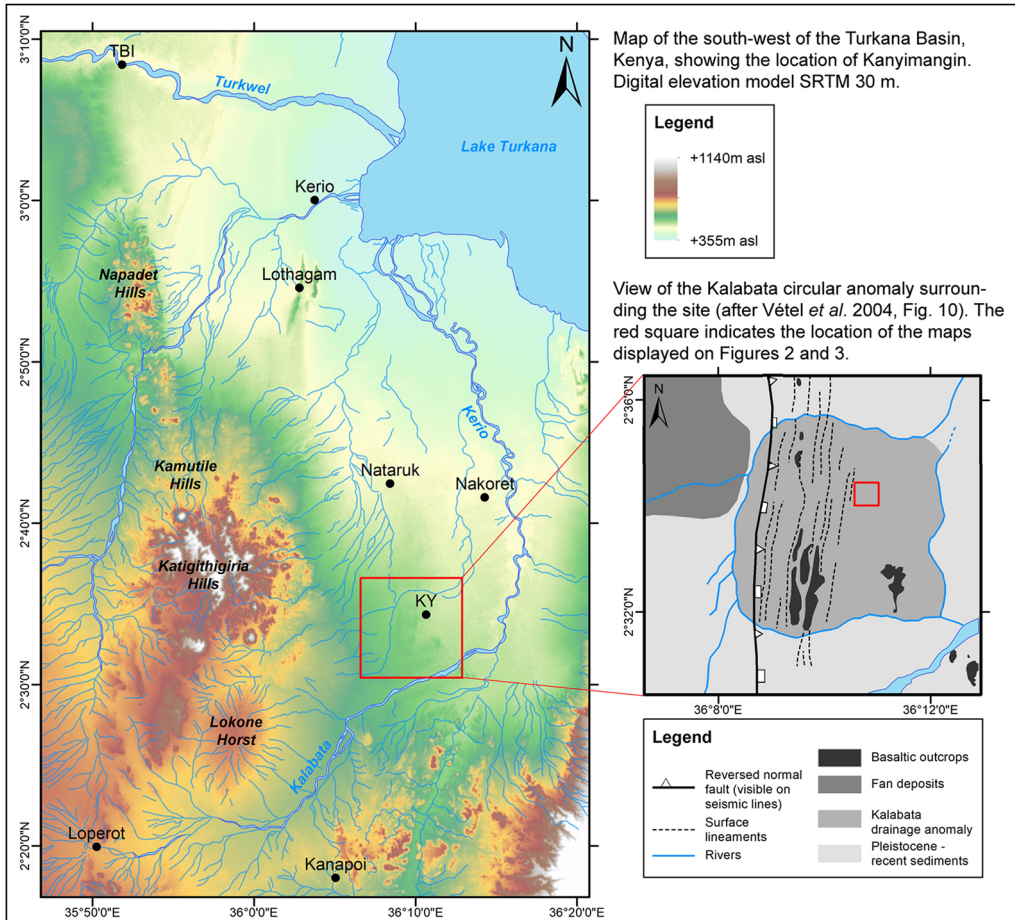 Map of the south-west of the Turkana Basin,
Kenya, showing the location of Kanyimangin.
Digital elevation model SRTM 30 m.
Legend
+1140m asl
+355m asl
View of the Kalabata circular anomaly surroun-
ding the site (after Vétel et al. 2004, Fig. 10). The
red square indicates the location of the maps
displayed on Figures 2 and 3.
N
TBI
Turkwel
Lake Turkana
Kerio
Napadet
Hills
Lothagam
Kerio
Kamutile
Hills
Nataruk
Nakoret
Katigithigiria
Hills
KY
Lokone
Horst
Kalabata
Loperot
Kanapoi
3°10'0"N
3°0'0"N
2°50'0"N
2°40'0"N
2°30'0"N
2°20'0"N
35°50'0"E
36°0'0"E
36°10'0"E
36°20'0"E
N
2°36'0"N
2°32'0"N
36°8'0"E
36°12'0"E
Legend
Reversed normal
fault (visible on
seismic lines)
Surface
lineaments
Rivers
Basaltic outcrops
Fan deposits
Kalabata
drainage anomaly
Pleistocene -
recent sediments